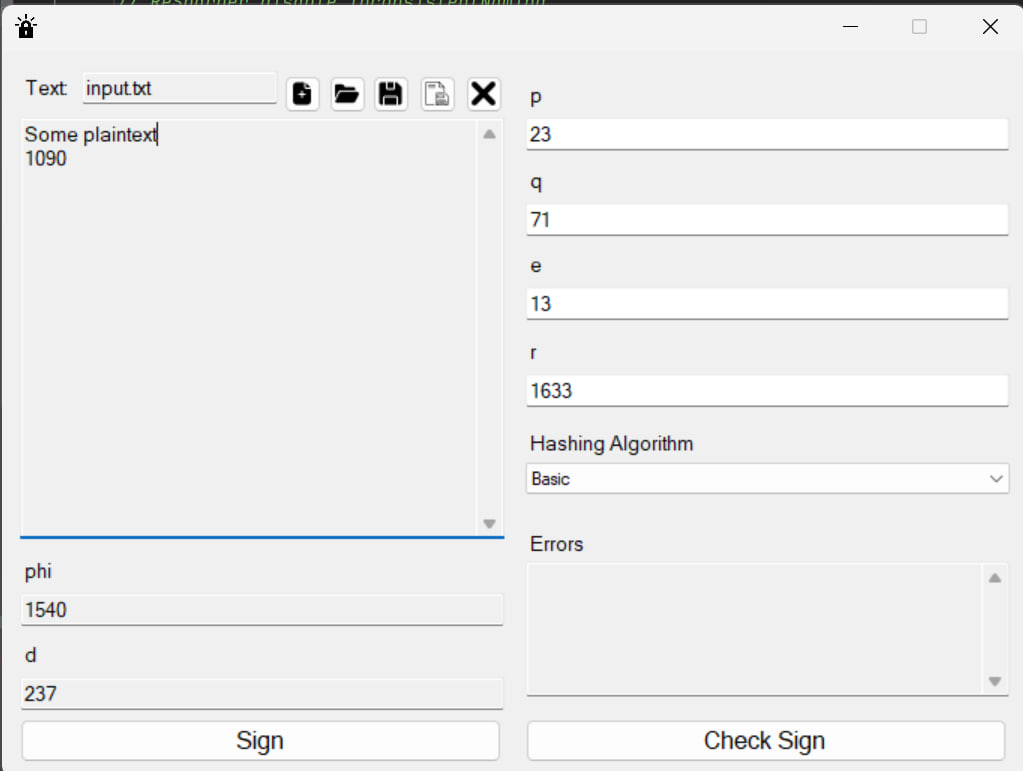 Text:
input.txt
Some plaintext
1090
phi
1540
d
237
Sign
p
23
q
71
e
13
r
1633
Hashing Algorithm
Basic
Errors
Check Sign